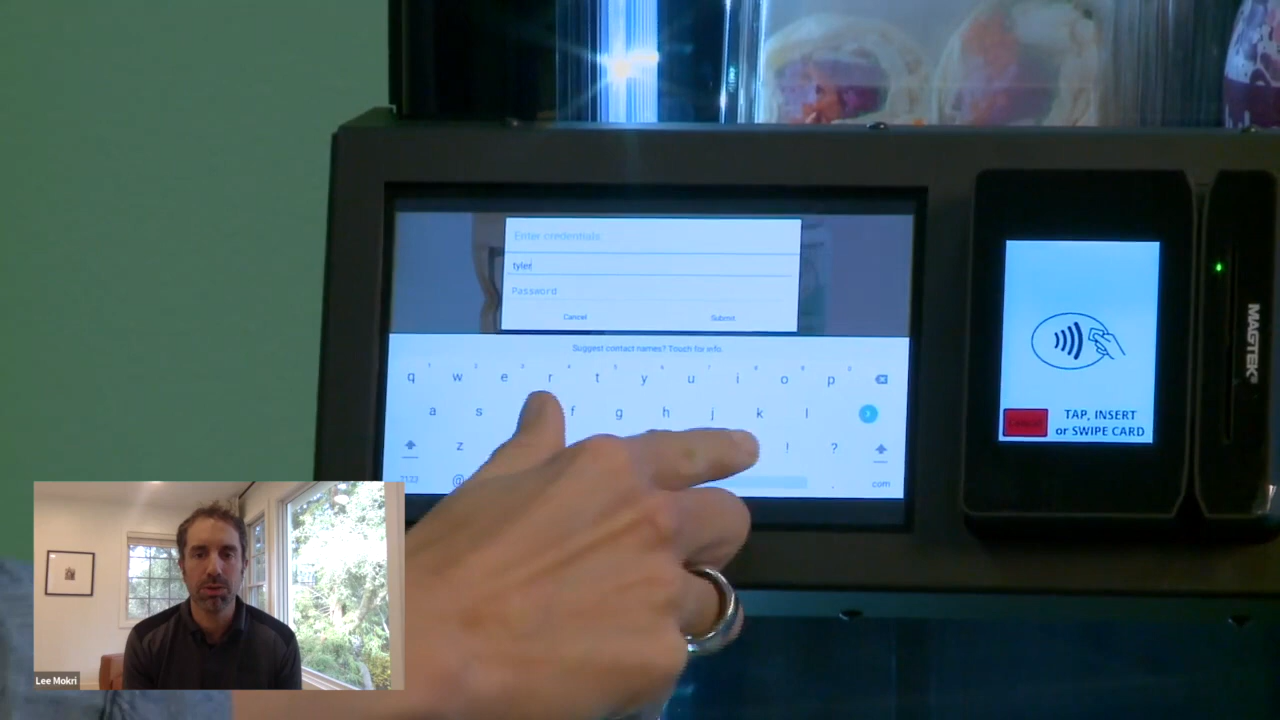 Enter credentials
tyler
Password
Cancel Submit
Suggest contact names? Touch for info.
q w e r t y u i o p
a s f g h j k l
z ! ?
@ . com
MAGTEK
TAP, INSERT
or SWIPE CARD
Lee Mokri